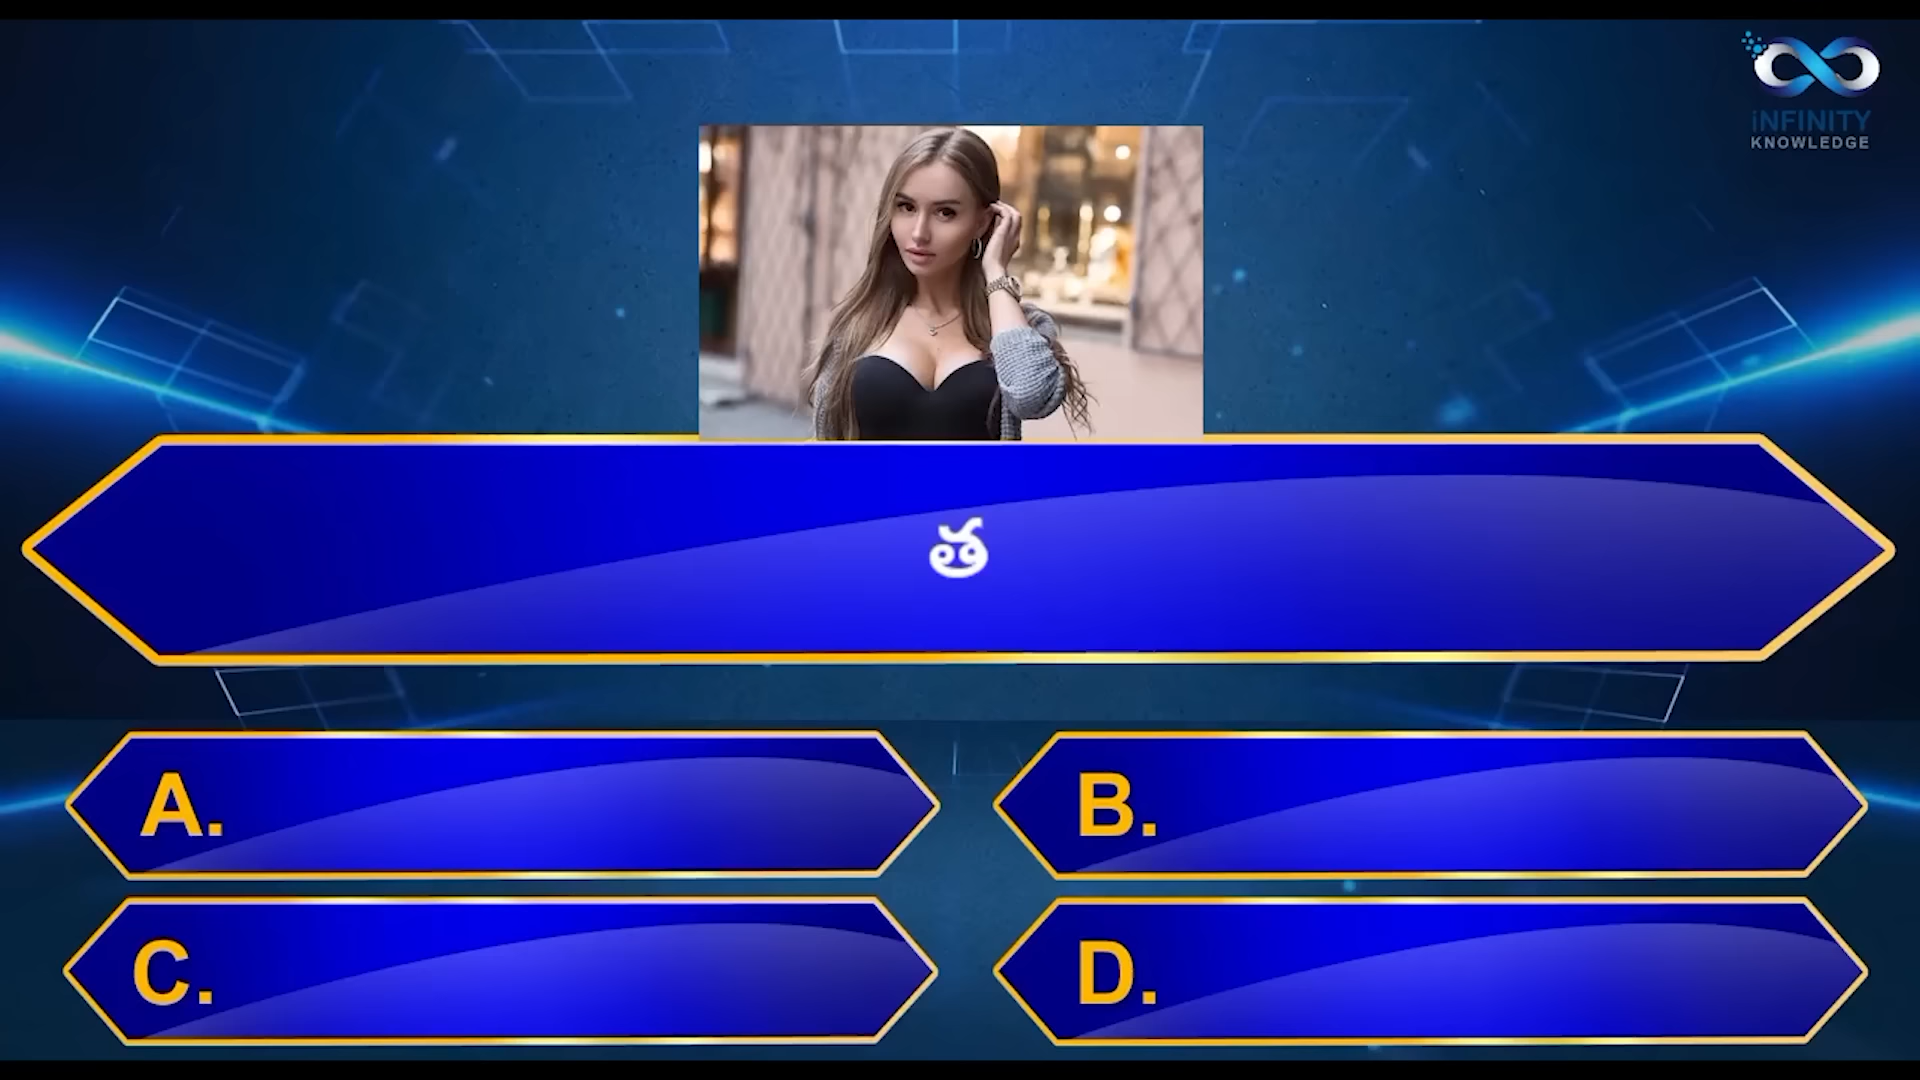 iNFINITY
KNOWLEDGE
త
A.
B.
C.
D.